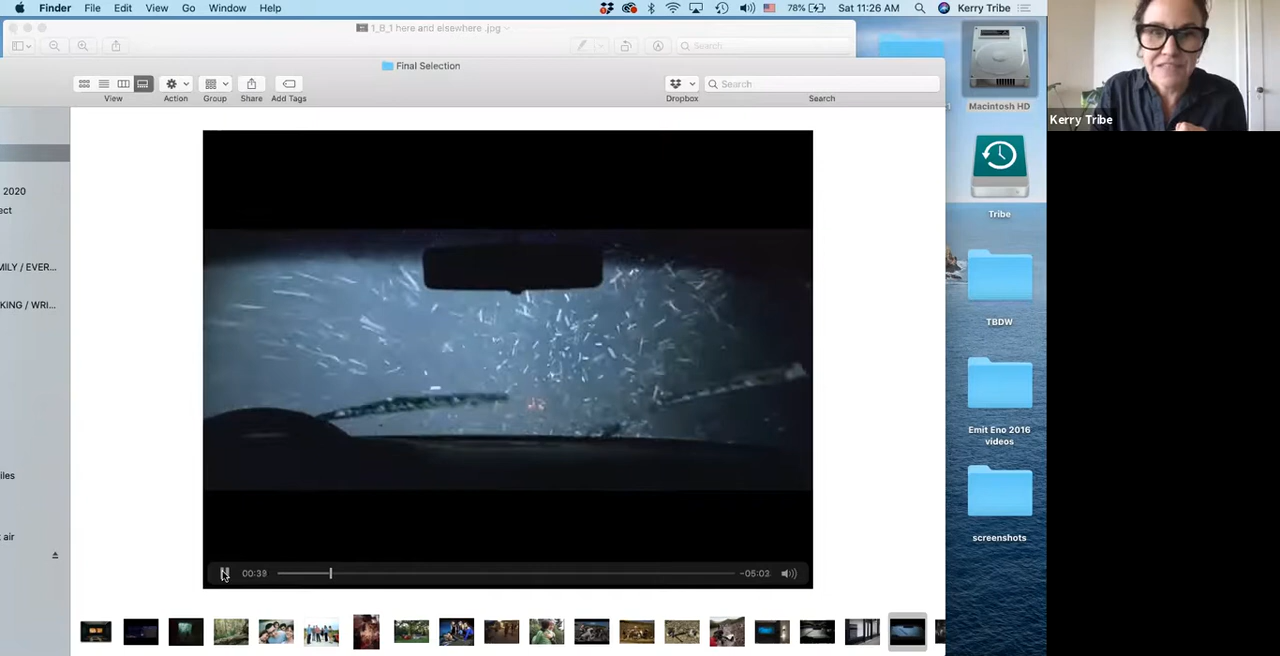 Finder File Edit View Go Window Help 78% Sat 11:26 AM Kerry Tribe
1_B_1 here and elsewhere .jpg
Search
Final Selection
Search
View Action Group Share Add Tags Dropbox Search
Macintosh HD
Kerry Tribe
2020
ect
Tribe
MILY / EVER...
KING / WRI...
TBDW
Emit Eno 2016
videos
iles
t air
screenshots
00:39 -05:02